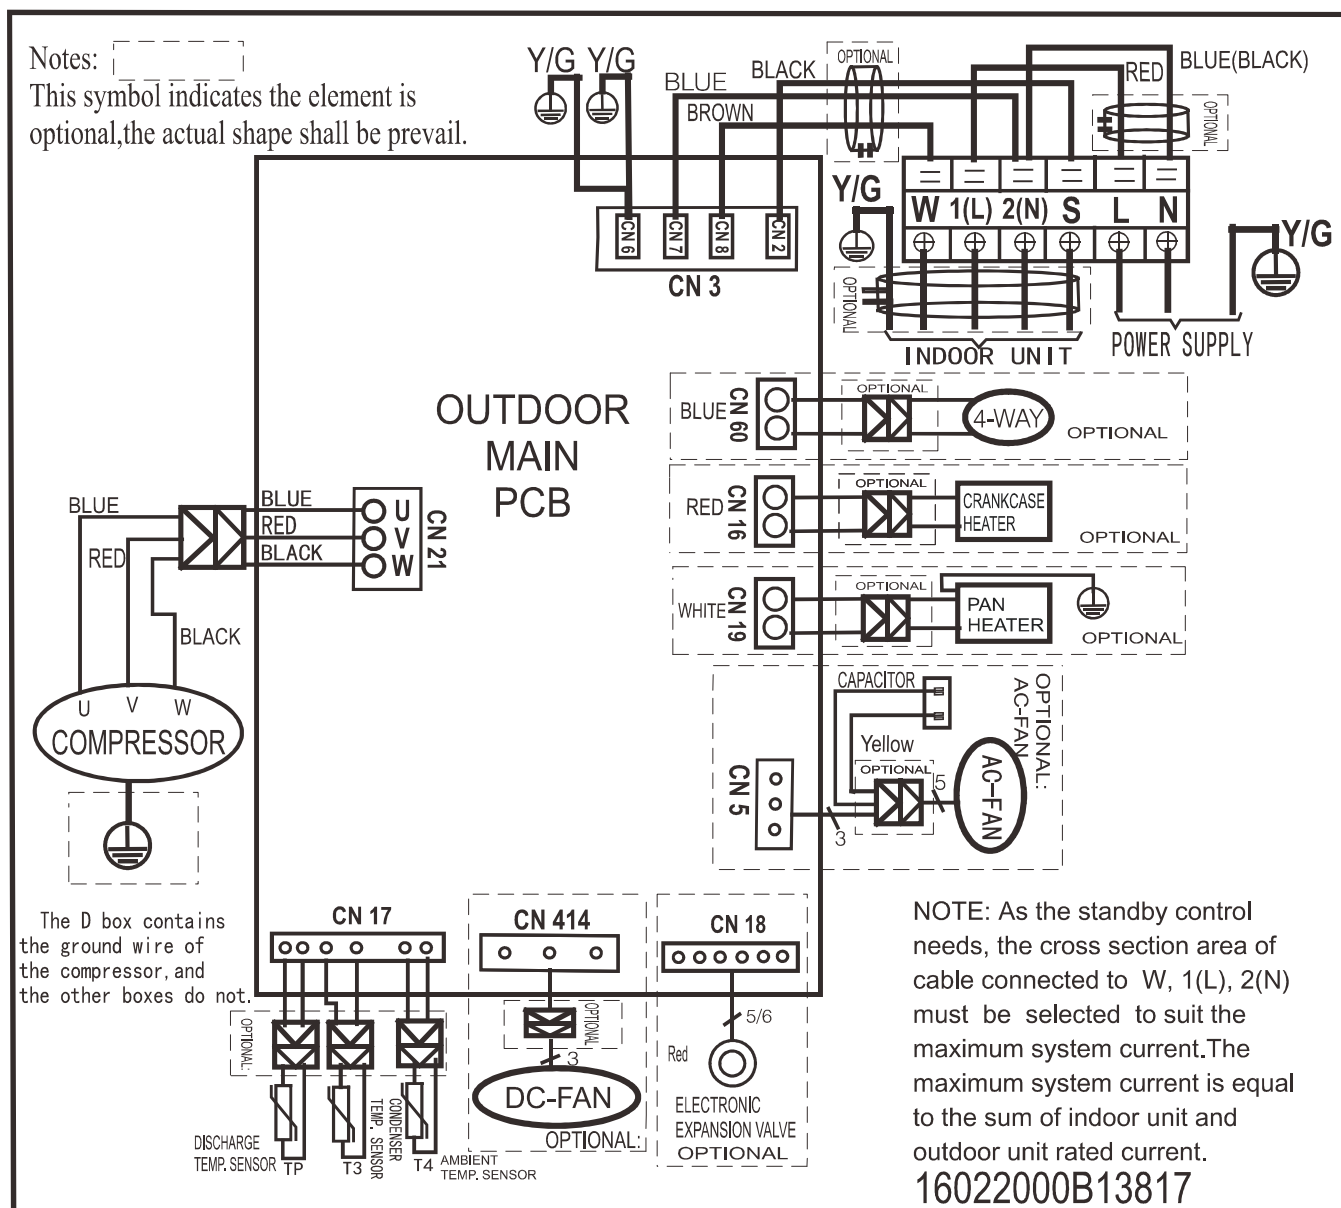 Notes:
This symbol indicates the element is
optional,the actual shape shall be prevail.
Y/G Y/G
BLUE
BLACK
BROWN
OPTIONAL
RED
BLUE(BLACK)
OPTIONAL
Y/G
W 1(L) 2(N) S L N
Y/G
OPTIONAL
INDOOR UNIT
POWER SUPPLY
CN 6
CN 7
CN 8
CN 2
CN 3
OUTDOOR
MAIN
PCB
BLUE
CN 60
OPTIONAL
4-WAY
OPTIONAL
RED
CN 16
OPTIONAL
CRANKCASE
HEATER
OPTIONAL
WHITE
CN 19
OPTIONAL
PAN
HEATER
OPTIONAL
BLUE
RED
BLACK
BLUE
RED
BLACK
U
V
W
CN 21
U V W
COMPRESSOR
CAPACITOR
Yellow
OPTIONAL
5
3
CN 5
AC-FAN
OPTIONAL:
AC-FAN
The D box contains
the ground wire of
the compressor,and
the other boxes do not.
CN 17
OPTIONAL:
DISCHARGE
TEMP. SENSOR
TP
T3
CONDENSER
TEMP. SENSOR
T4
AMBIENT
TEMP. SENSOR
CN 414
OPTIONAL
3
DC-FAN
OPTIONAL:
CN 18
5/6
Red
ELECTRONIC
EXPANSION VALVE
OPTIONAL
NOTE: As the standby control
needs, the cross section area of
cable connected to W, 1(L), 2(N)
must be selected to suit the
maximum system current.The
maximum system current is equal
to the sum of indoor unit and
outdoor unit rated current.
16022000B13817